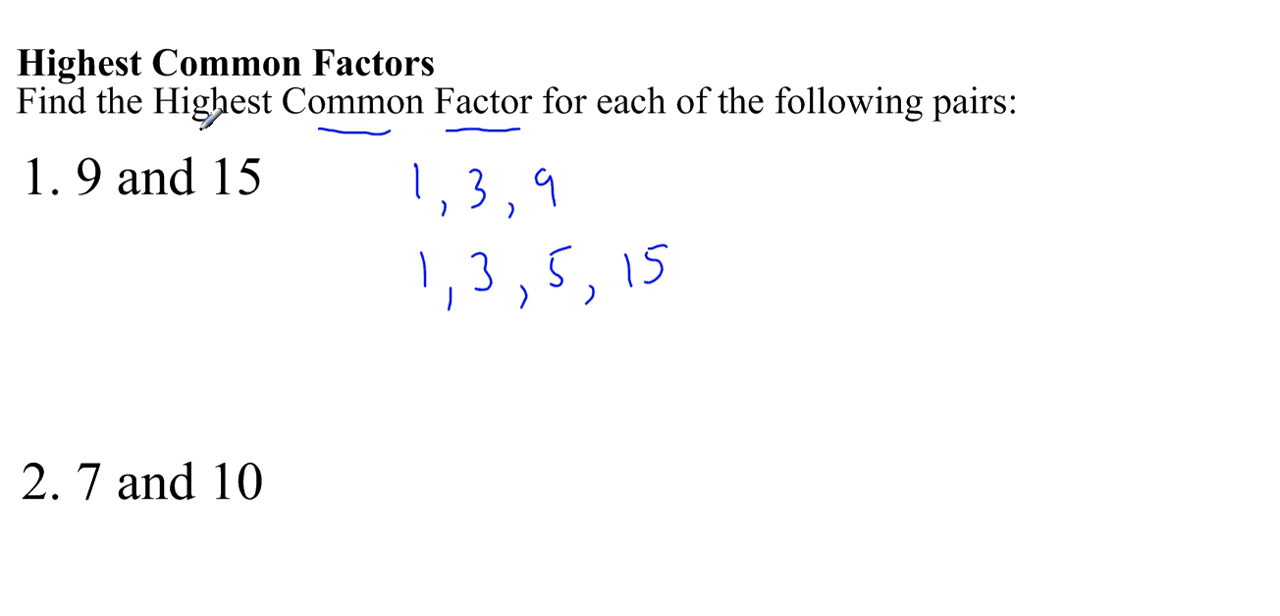 Highest Common Factors
Find the Highest Common Factor for each of the following pairs:
1. 9 and 15
1, 3, 9
1, 3, 5, 15
2. 7 and 10